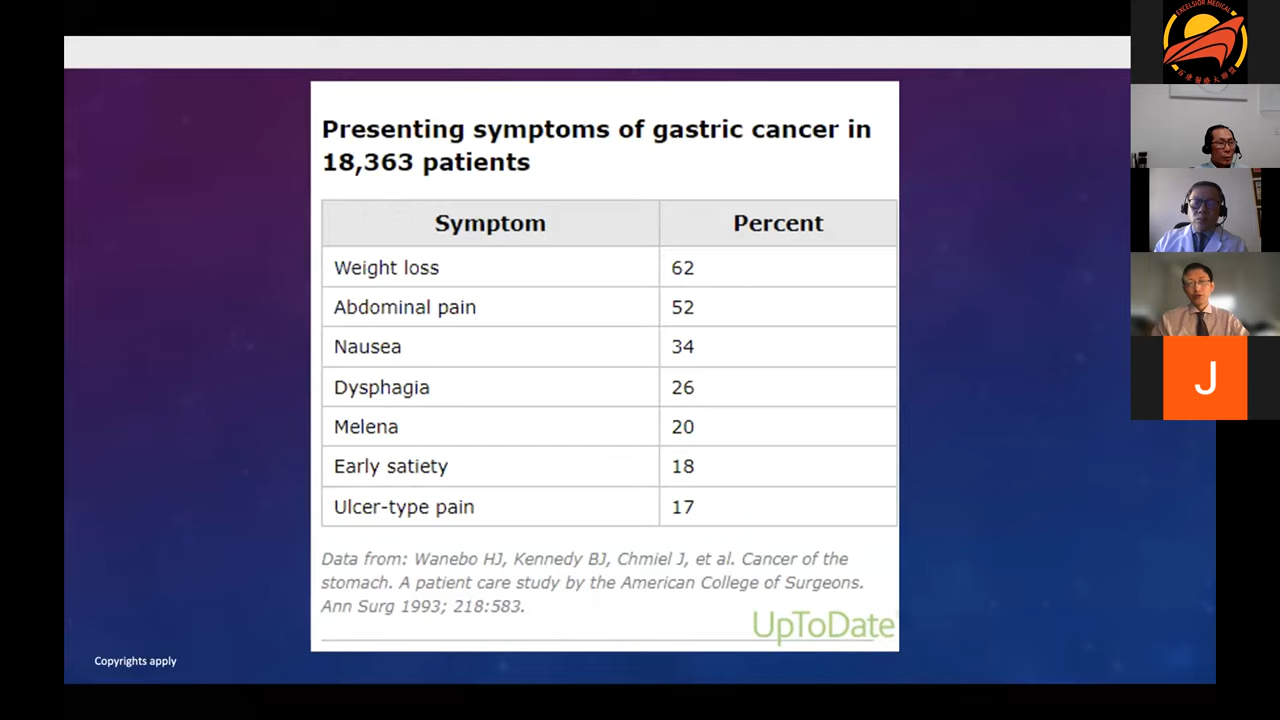 Presenting symptoms of gastric cancer in
18,363 patients
Symptom Percent
Weight loss 62
Abdominal pain 52
Nausea 34
Dysphagia 26
Melena 20
Early satiety 18
Ulcer-type pain 17
Data from: Wanebo HJ, Kennedy BJ, Chmiel J, et al. Cancer of the
stomach. A patient care study by the American College of Surgeons.
Ann Surg 1993; 218:583.
UpToDate
Copyrights apply
EXCELSIOR MEDICAL
J